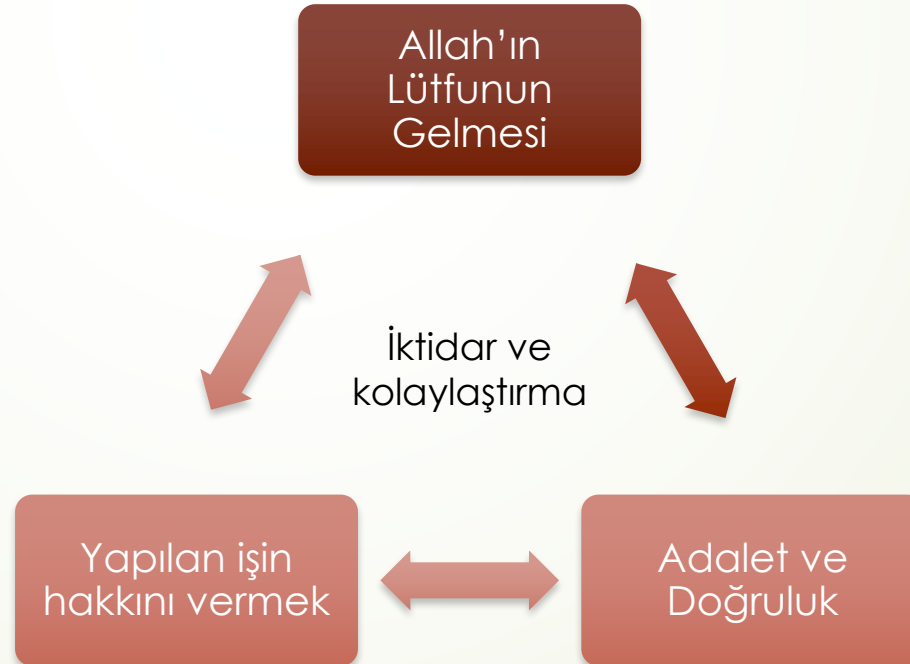 Allah’ın
Lütfunun
Gelmesi
İktidar ve
kolaylaştırma
Yapılan işin
hakkını vermek
Adalet ve
Doğruluk